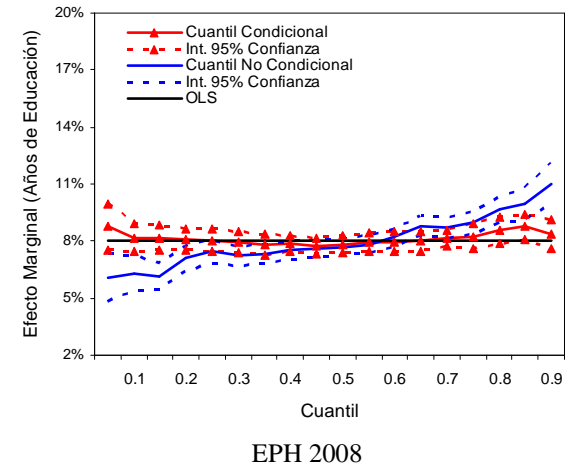 20%
17%
14%
11%
8%
5%
2%
Efecto Marginal (Años de Educación)
Cuantil Condicional
Int. 95% Confianza
Cuantil No Condicional
Int. 95% Confianza
OLS
0.1 0.2 0.3 0.4 0.5 0.6 0.7 0.8 0.9
Cuantil
EPH 2008